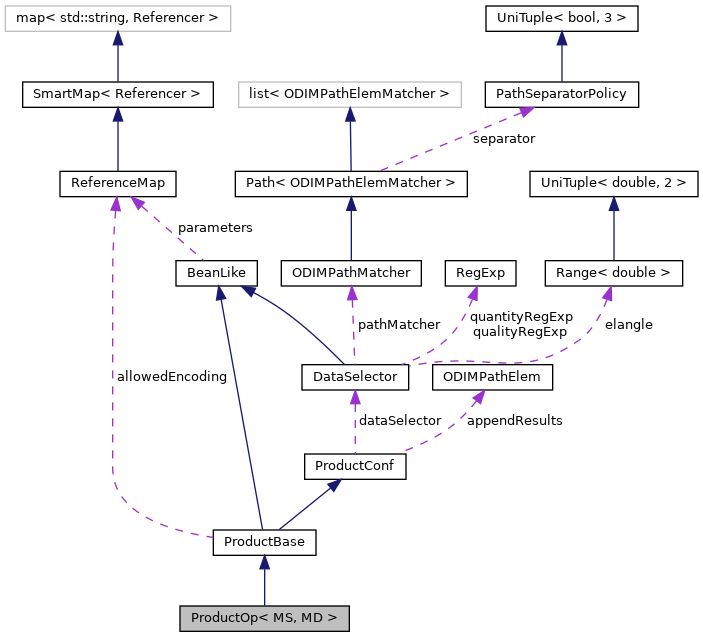 map< std::string, Referencer >
UniTuple< bool, 3 >
SmartMap< Referencer >
list< ODIMPathElemMatcher >
PathSeparatorPolicy
separator
ReferenceMap
Path< ODIMPathElemMatcher >
UniTuple< double, 2 >
parameters
BeanLike
ODIMPathMatcher
RegExp
Range< double >
pathMatcher
quantityRegExp
qualityRegExp
elangle
allowedEncoding
DataSelector
ODIMPathElem
dataSelector
appendResults
ProductConf
ProductBase
ProductOp< MS, MD >